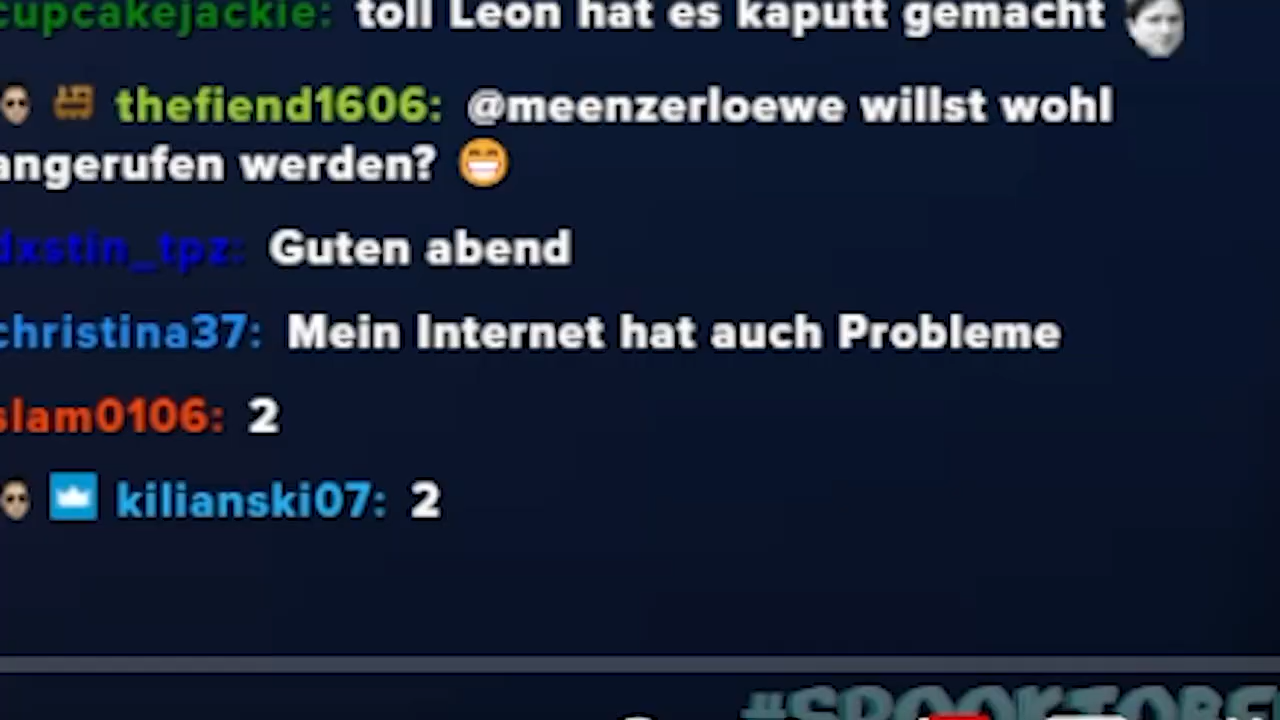 cupcakejackie: toll Leon hat es kaputt gemacht
thefiend1606: @meenzerloewe willst wohl
angerufen werden? 😁
dxstin_tpz: Guten abend
christina37: Mein Internet hat auch Probleme
slam0106: 2
kilianski07: 2